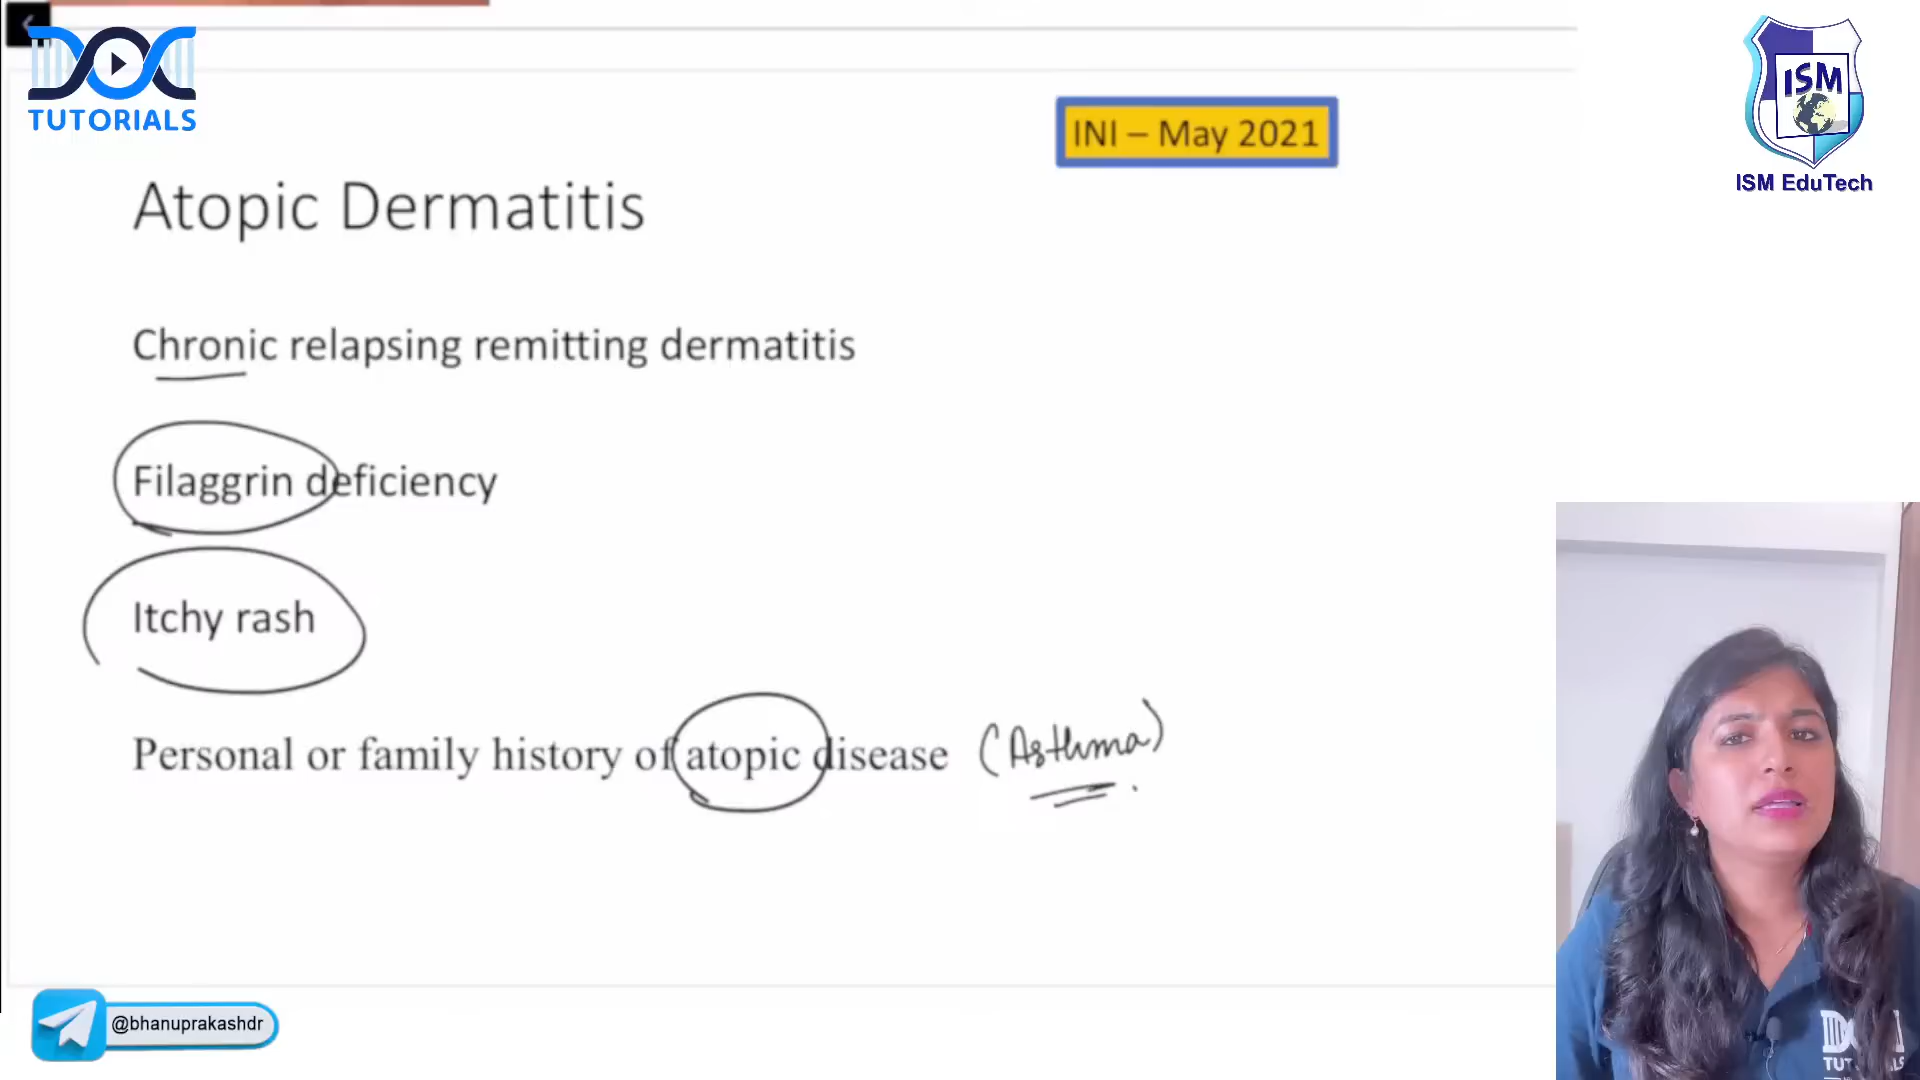 DOC
TUTORIALS
INI – May 2021
ISM
ISM EduTech
Atopic Dermatitis
Chronic relapsing remitting dermatitis
Filaggrin deficiency
Itchy rash
Personal or family history of atopic disease (Asthma)
@bhanuprakashdr